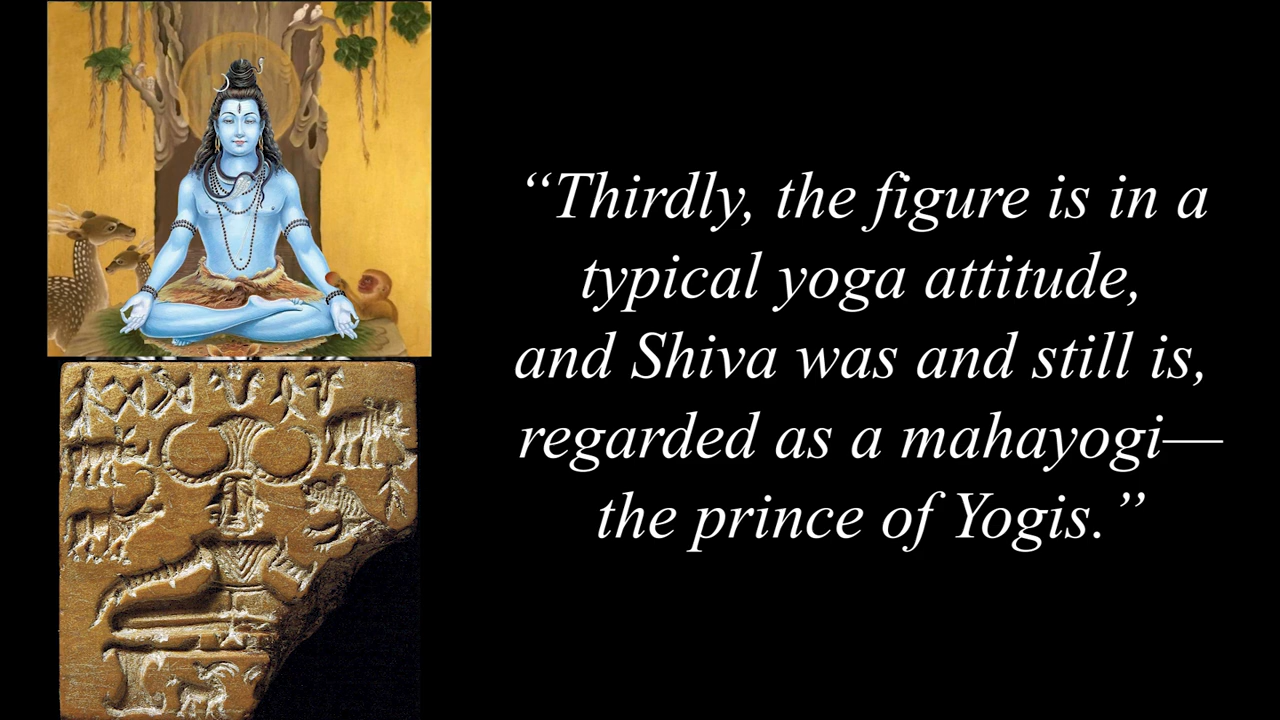 “Thirdly, the figure is in a
typical yoga attitude,
and Shiva was and still is,
regarded as a mahayogi—
the prince of Yogis.”